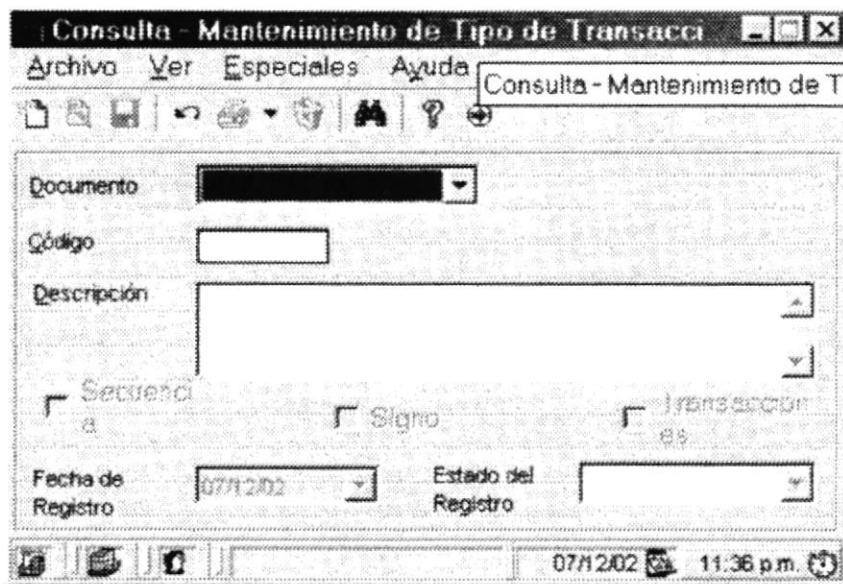 Consulta - Mantenimiento de Tipo de Transacci
Archivo Ver Especiales Ayuda
Consulta - Mantenimiento de T
Documento
Código
Descripción
Secuenci
a
Signo
Transaccion
es
Fecha de
Registro
07/12/02
Estado del
Registro
07/12/02 11:36 p.m.